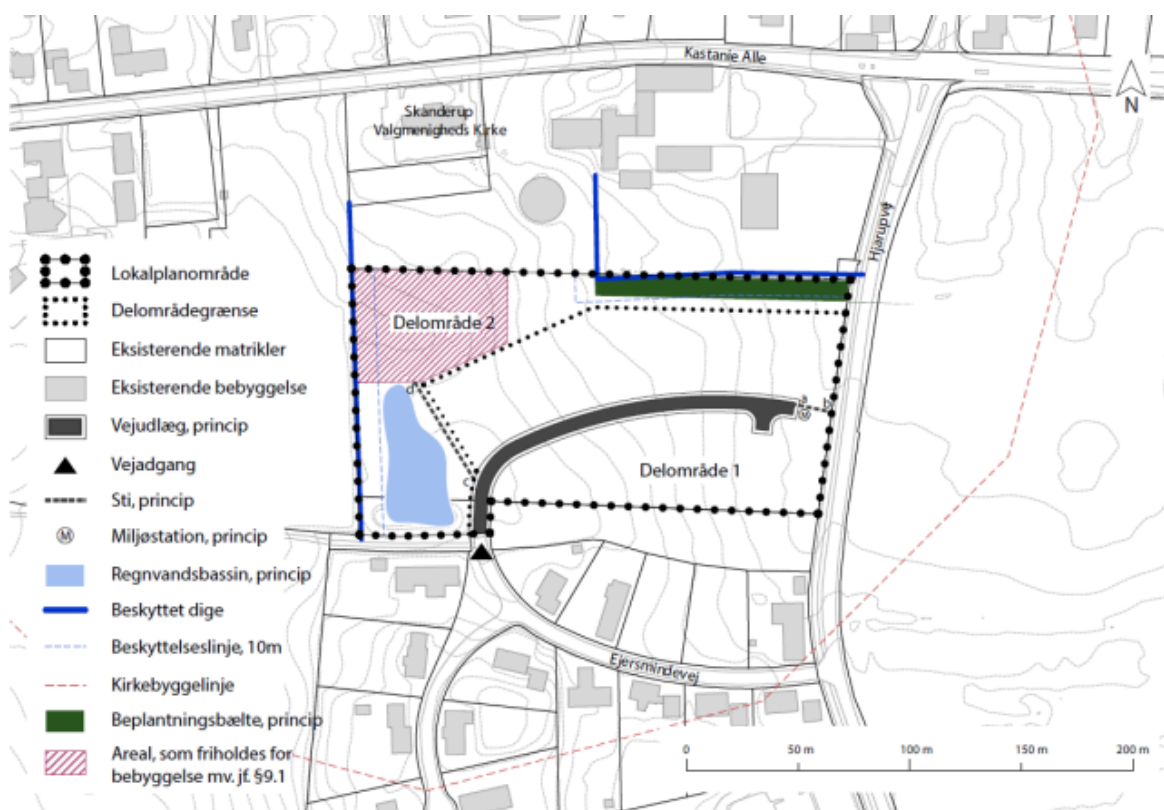 Kastanie Alle
N
Skanderup
Valgmenigheds Kirke
Hjarupvej
Lokalplanområde
Delområdegrænse
Eksisterende matrikler
Eksisterende bebyggelse
Vejudlæg, princip
Vejadgang
Sti, princip
M Miljøstation, princip
Regnvandsbassin, princip
Beskyttet dige
Beskyttelseslinje, 10m
Kirkebyggelinje
Beplantningsbælte, princip
Areal, som friholdes for
bebyggelse mv. jf. §9.1
Delområde 2
d
c
M
Delområde 1
Ejersmindevej
0 50 m 100 m 150 m 200 m